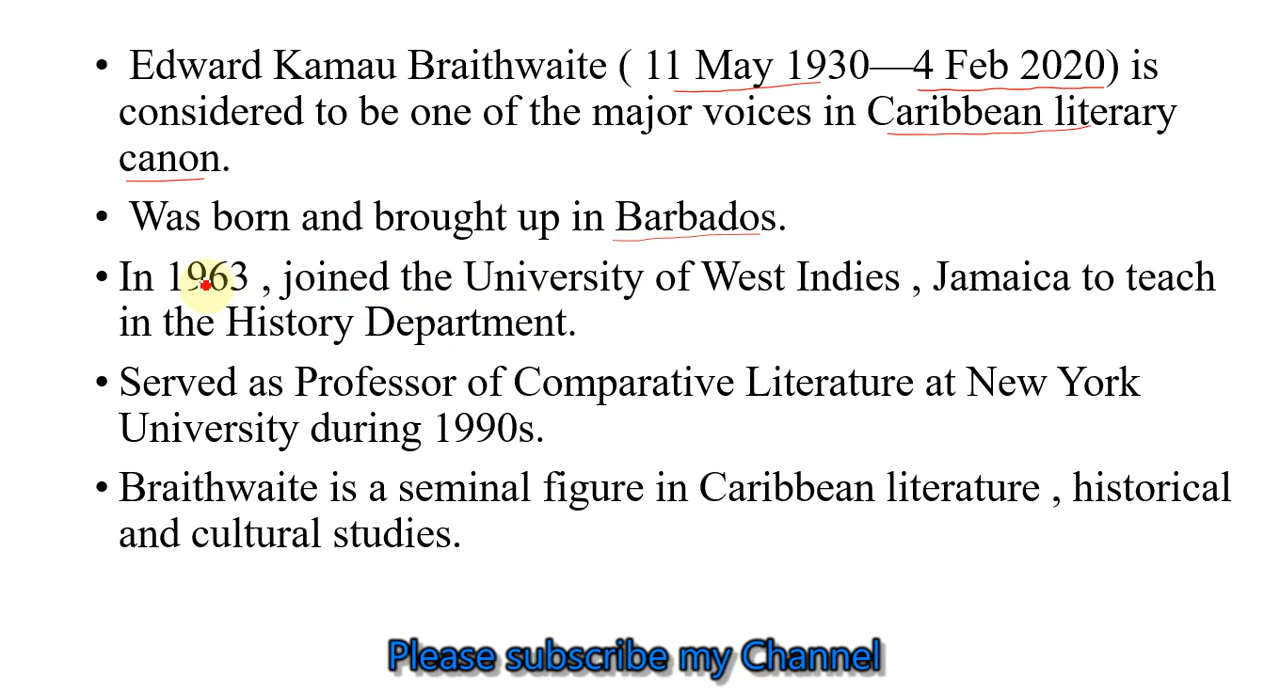 • Edward Kamau Braithwaite ( 11 May 1930—4 Feb 2020) is
considered to be one of the major voices in Caribbean literary
canon.
• Was born and brought up in Barbados.
• In 1963 , joined the University of West Indies , Jamaica to teach
in the History Department.
• Served as Professor of Comparative Literature at New York
University during 1990s.
• Braithwaite is a seminal figure in Caribbean literature , historical
and cultural studies.
Please subscribe my Channel